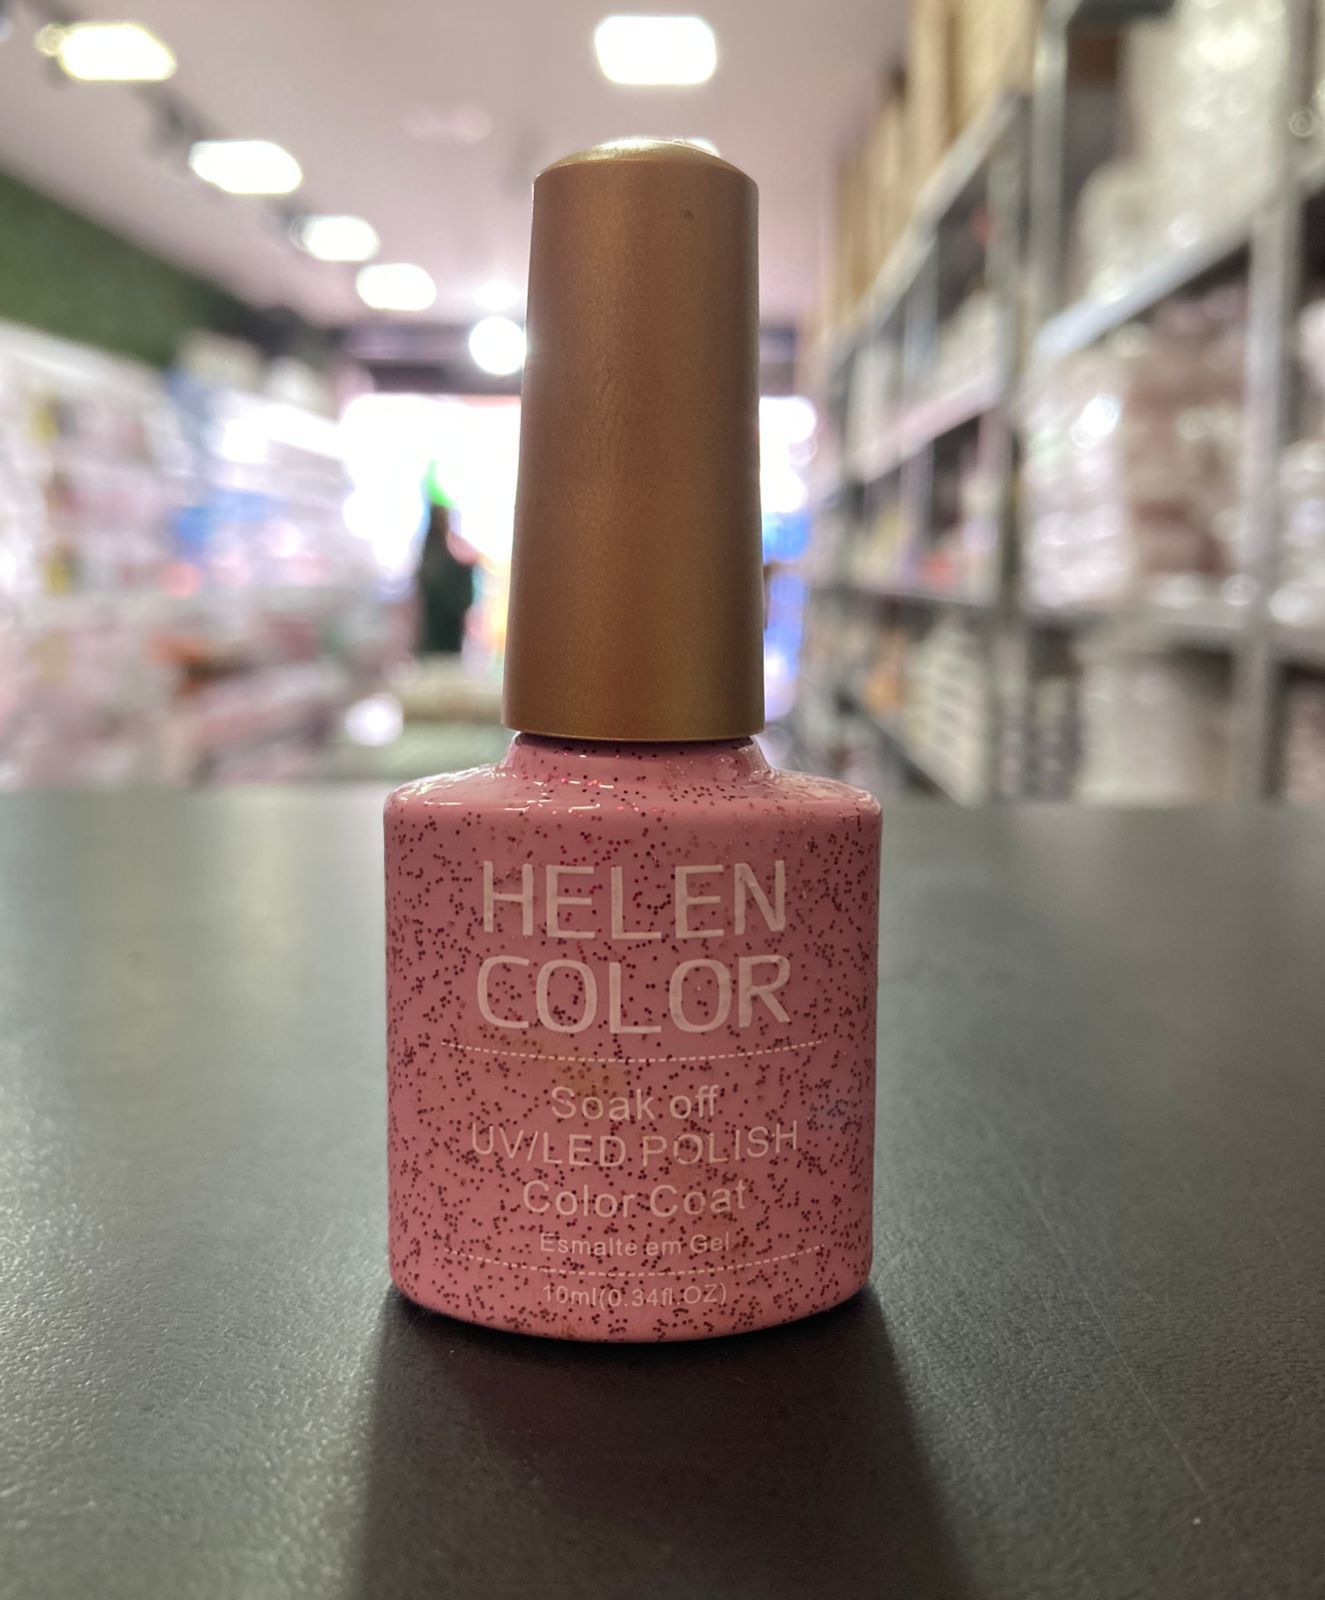 HELEN
COLOR
Soak off
UV/LED POLISH
Color Coat
Esmalte em Gel
10ml(0.34fl.OZ)